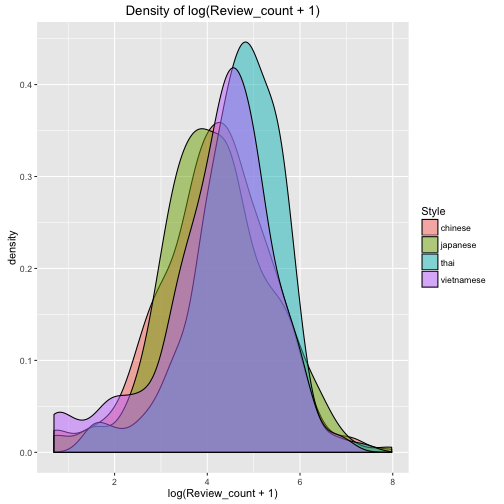 Density of log(Review_count + 1)
0.4
0.3
0.2
0.1
0.0
density
2
4
6
8
log(Review_count + 1)
Style
chinese
japanese
thai
vietnamese